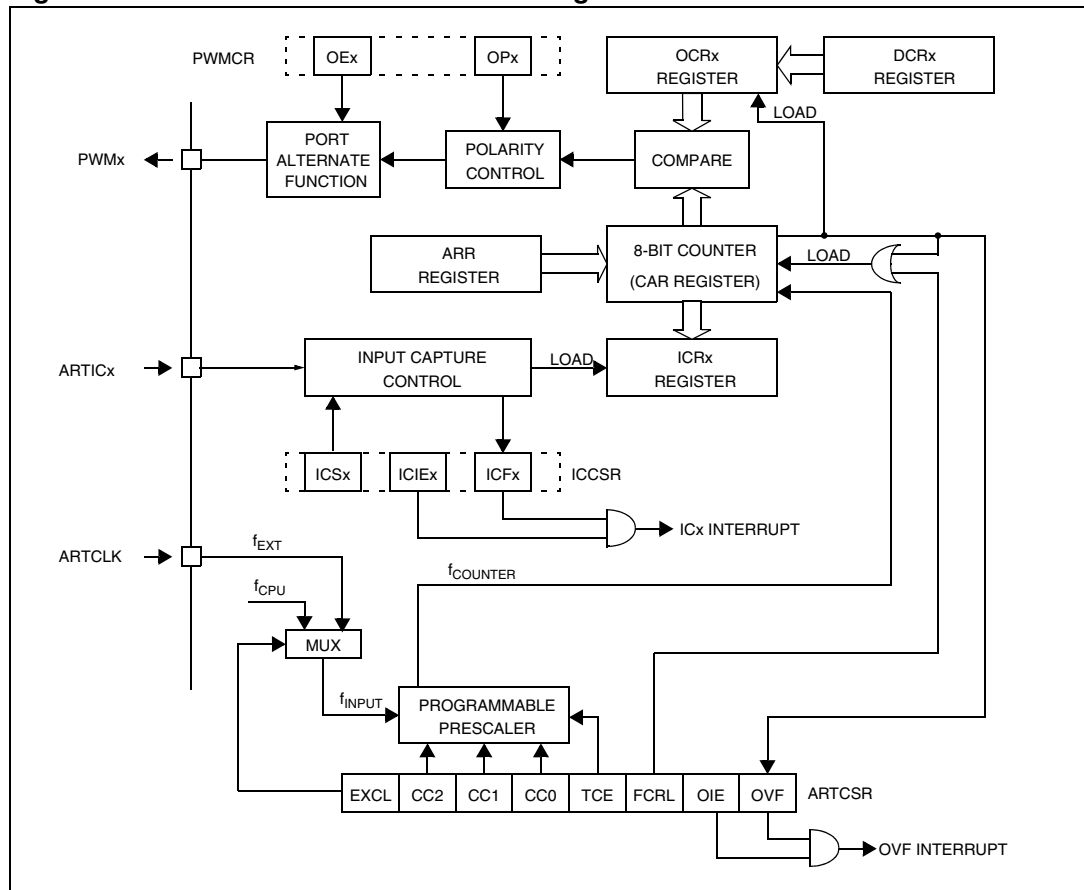 PWMCR
OEx
OPx
OCRx
REGISTER
DCRx
REGISTER
LOAD
PWMx
PORT
ALTERNATE
FUNCTION
POLARITY
CONTROL
COMPARE
ARR
REGISTER
8-BIT COUNTER
(CAR REGISTER)
LOAD
ARTICx
INPUT CAPTURE
CONTROL
LOAD
ICRx
REGISTER
ICSx
ICIEx
ICFx
ICCSR
ICx INTERRUPT
ARTCLK
fEXT
fCPU
MUX
fCOUNTER
fINPUT
PROGRAMMABLE
PRESCALER
EXCL CC2 CC1 CC0 TCE FCRL OIE OVF ARTCSR
OVF INTERRUPT